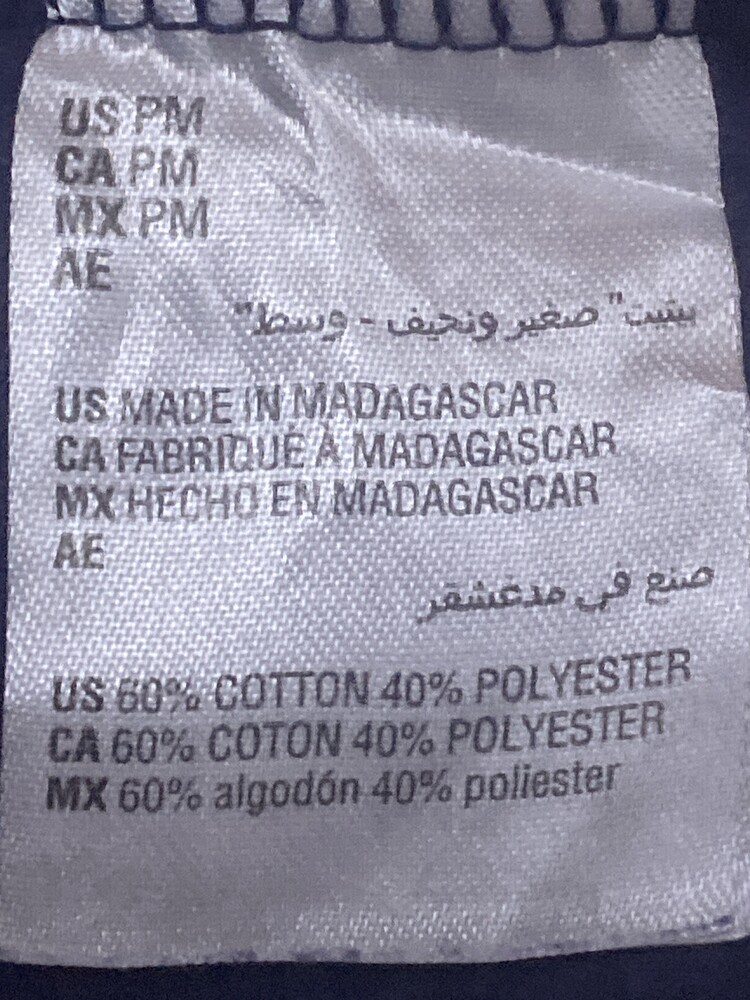 US PM
CA PM
MX PM
AE
بيتيت" صغير ونحيف - وسط"
US MADE IN MADAGASCAR
CA FABRIQUÉ À MADAGASCAR
MX HECHO EN MADAGASCAR
AE
صنع في مدغشقر
US 60% COTTON 40% POLYESTER
CA 60% COTON 40% POLYESTER
MX 60% algodón 40% poliester